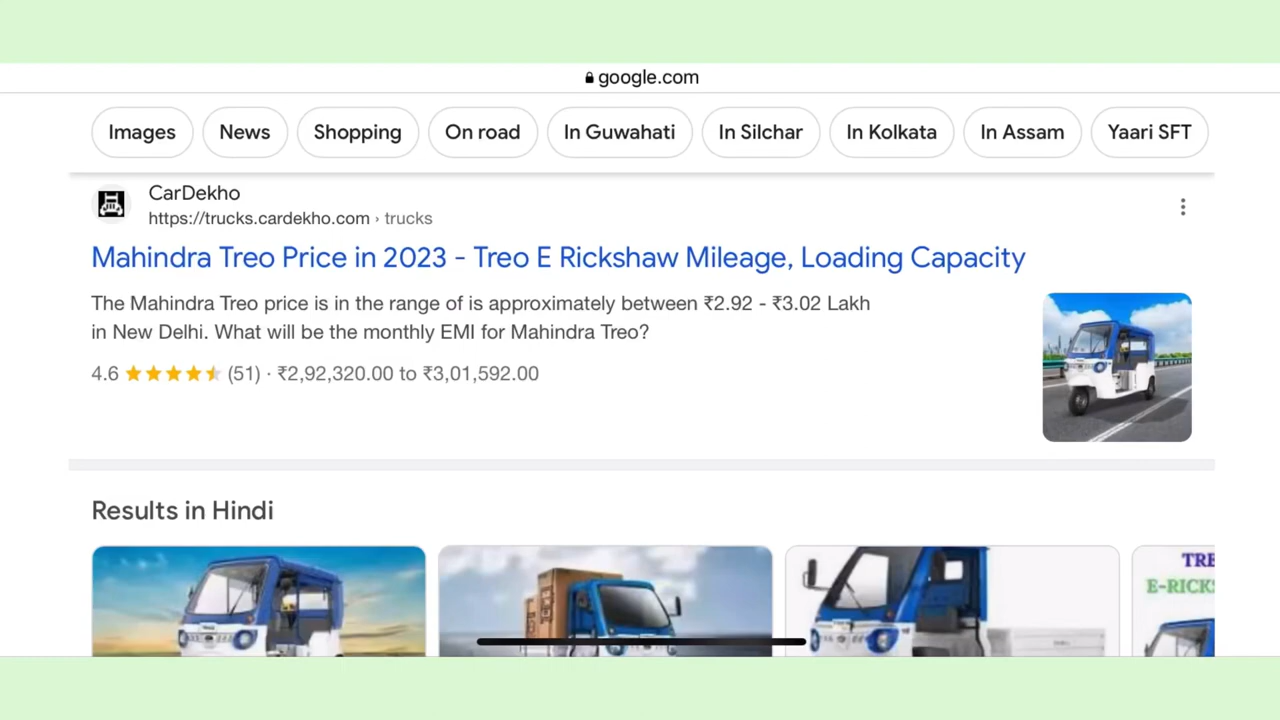 google.com
Images News Shopping On road In Guwahati In Silchar In Kolkata In Assam Yaari SFT
CarDekho
https://trucks.cardekho.com › trucks
Mahindra Treo Price in 2023 - Treo E Rickshaw Mileage, Loading Capacity
The Mahindra Treo price is in the range of is approximately between ₹2.92 - ₹3.02 Lakh
in New Delhi. What will be the monthly EMI for Mahindra Treo?
4.6 (51) · ₹2,92,320.00 to ₹3,01,592.00
Results in Hindi